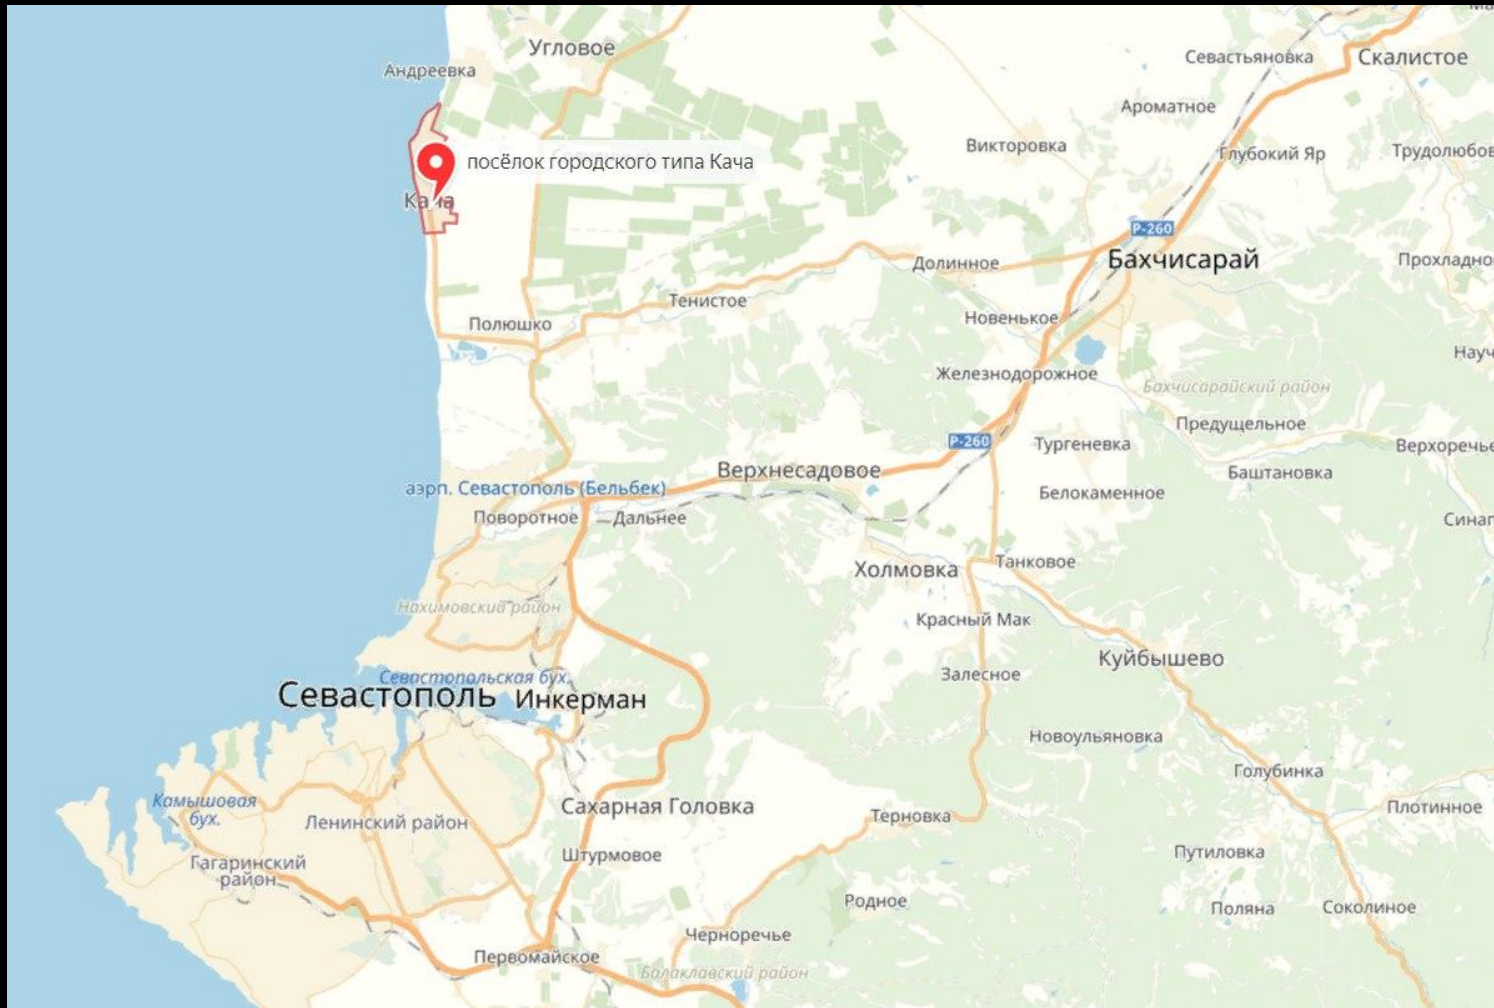 Угловое
Андреевка
Севастьяновка
Скалистое
Ароматное
Викторовка
Глубокий Яр
Трудолюбов
посёлок городского типа Кача
Р-260
Бахчисарай
Долинное
Прохладно
Тенистое
Новенькое
Полюшко
Науч
Железнодорожное
Бахчисарайский район
Предущельное
Р-260
Тургеневка
Верхоречье
Верхнесадовое
Баштановка
аэрп. Севастополь (Бельбек)
Белокаменное
Поворотное
Дальнее
Синап
Холмовка
Танковое
Нахимовский район
Красный Мак
Куйбышево
Залесное
Севастопольская бух.
Севастополь
Инкерман
Новоульяновка
Голубинка
Камышовая
бух.
Сахарная Головка
Плотинное
Ленинский район
Терновка
Штурмовое
Путиловка
Гагаринский
район
Родное
Поляна
Соколиное
Черноречье
Первомайское
Балаклавский район